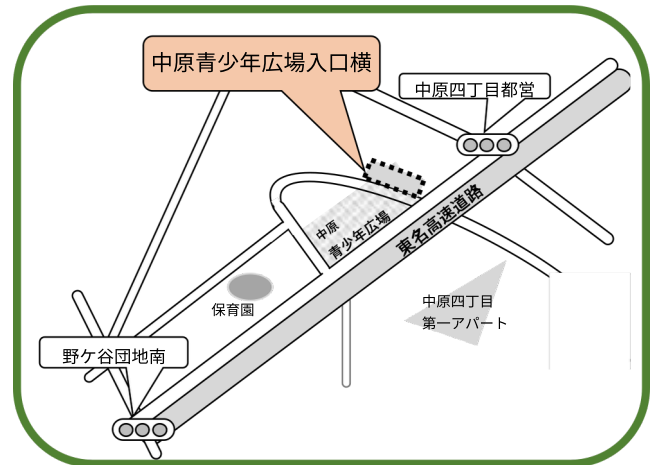 中原青少年広場入口横
中原四丁目都営
東名高速道路
中原
青少年広場
中原四丁目
第一アパート
保育園
野ケ谷団地南